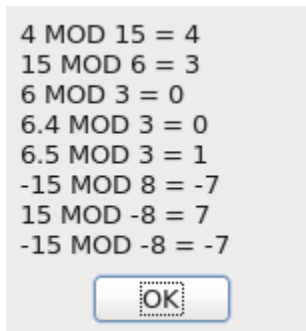 4 MOD 15 = 4
15 MOD 6 = 3
6 MOD 3 = 0
6.4 MOD 3 = 0
6.5 MOD 3 = 1
-15 MOD 8 = -7
15 MOD -8 = 7
-15 MOD -8 = -7
OK